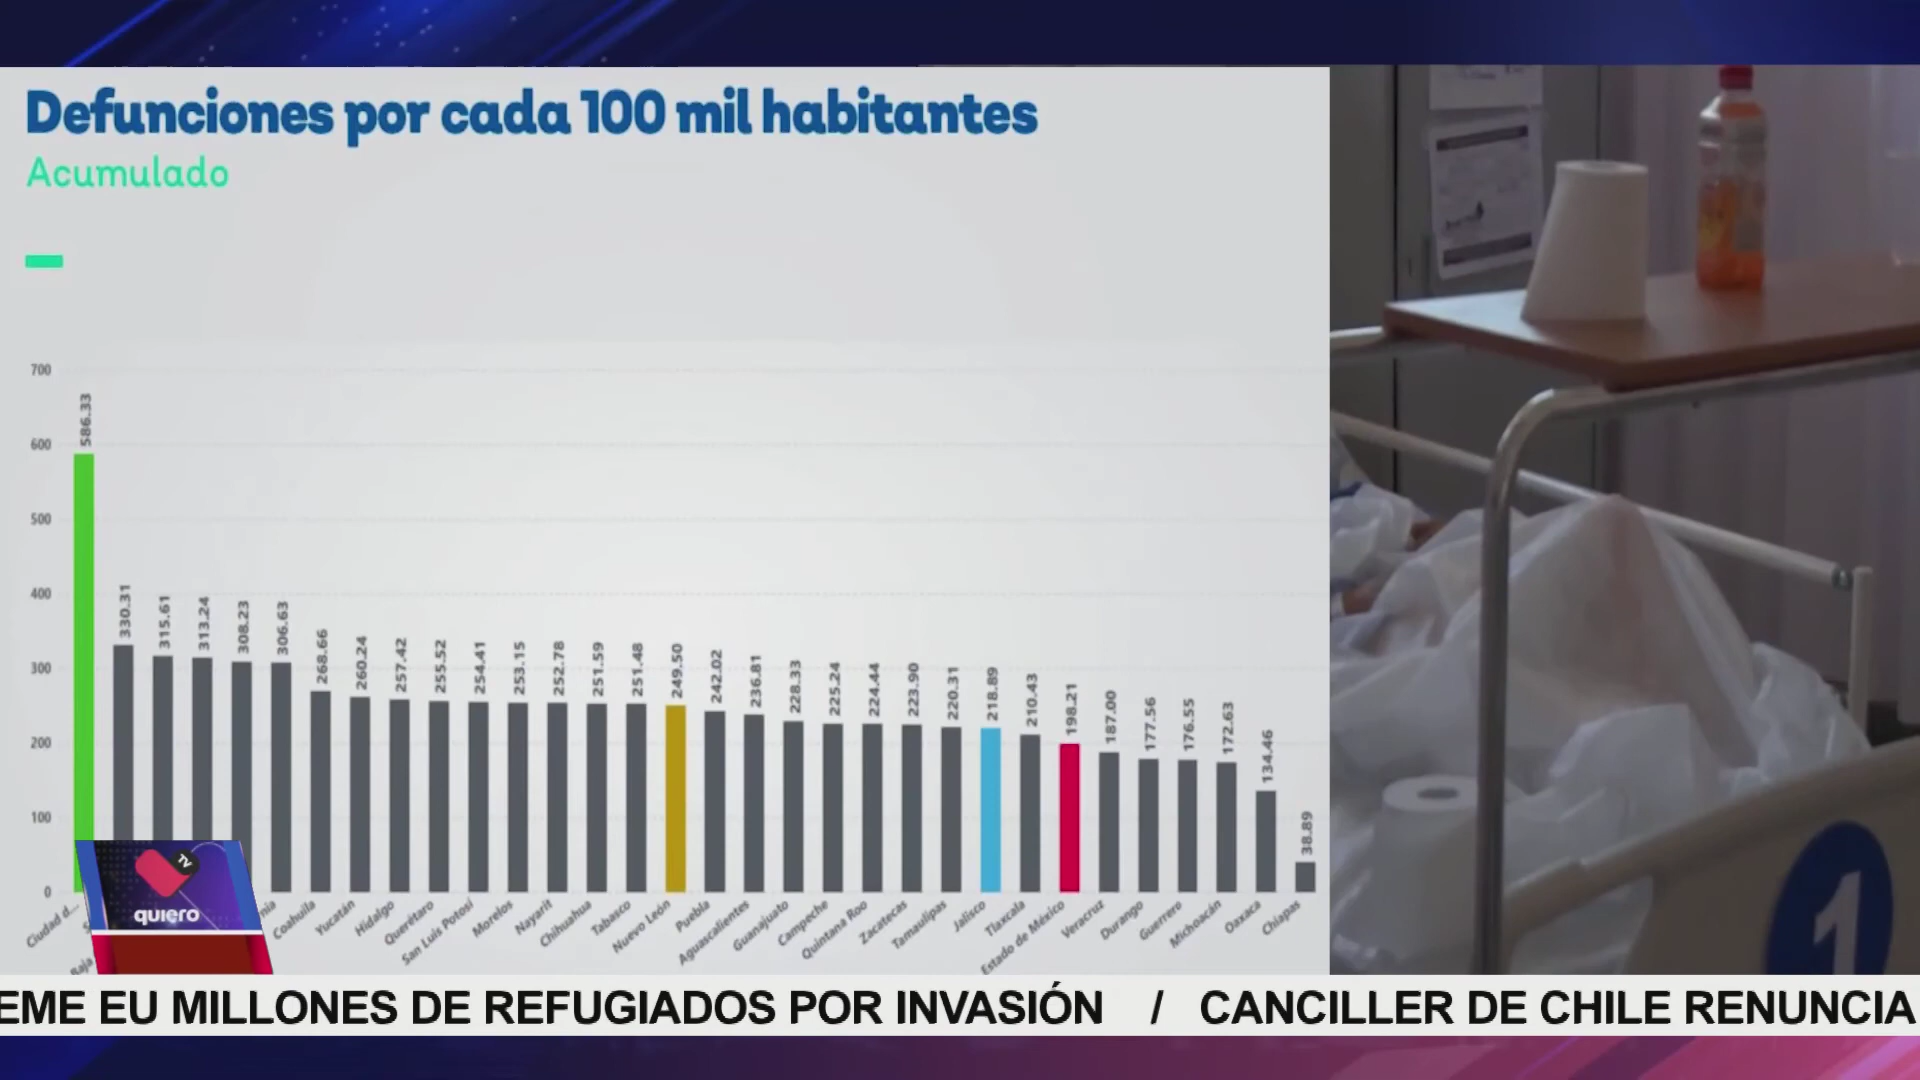 Defunciones por cada 100 mil habitantes
Acumulado
700
600
500
400
300
200
100
0
586.33
330.31
315.61
313.24
308.23
306.63
268.66
260.24
257.42
255.52
254.41
253.15
252.78
251.59
251.48
249.50
242.02
236.81
228.33
225.24
224.44
223.90
220.31
218.89
210.43
198.21
187.00
177.56
176.55
172.63
134.46
38.89
Ciudad d...
Baja
nia
Coahuila
Yucatán
Hidalgo
Querétaro
San Luis Potosí
Morelos
Nayarit
Chihuahua
Tabasco
Nuevo León
Puebla
Aguascalientes
Guanajuato
Campeche
Quintana Roo
Zacatecas
Tamaulipas
Jalisco
Tlaxcala
Estado de México
Veracruz
Durango
Guerrero
Michoacán
Oaxaca
Chiapas
TV
quiero
1
EME EU MILLONES DE REFUGIADOS POR INVASIÓN / CANCILLER DE CHILE RENUNCIA